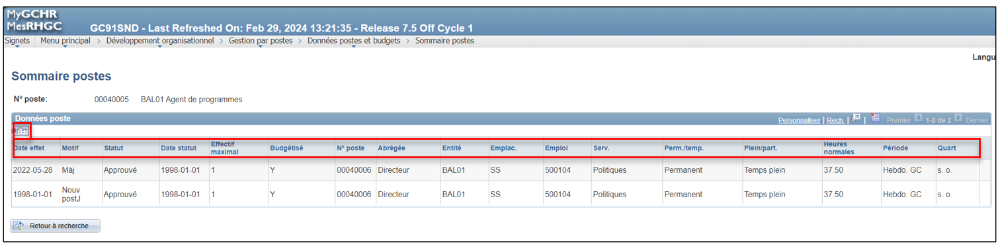 MyGCHR
MesRHGC
GC91SND - Last Refreshed On: Feb 29, 2024 13:21:35 - Release 7.5 Off Cycle 1
Signets Menu principal > Développement organisationnel > Gestion par postes > Données postes et budgets > Sommaire postes
Langu
Sommaire postes
Nº poste: 00040005 BAL01 Agent de programmes
Données poste Personnaliser | Rech. | | Premier 1-2 de 2 Dernier
Date effet Motif Statut Date statut Effectif maximal Budgétisé Nº poste Abrégée Entité Emplac. Emploi Serv. Perm./temp. Plein/part. Heures normales Période Quart
2022-05-28 Màj Approuvé 1998-01-01 1 Y 00040006 Directeur BAL01 SS 500104 Politiques Permanent Temps plein 37.50 Hebdo. GC s. o.
1998-01-01 Nouv postJ Approuvé 1998-01-01 1 Y 00040006 Directeur BAL01 SS 500104 Politiques Permanent Temps plein 37.50 Hebdo. GC s. o.
Retour à recherche